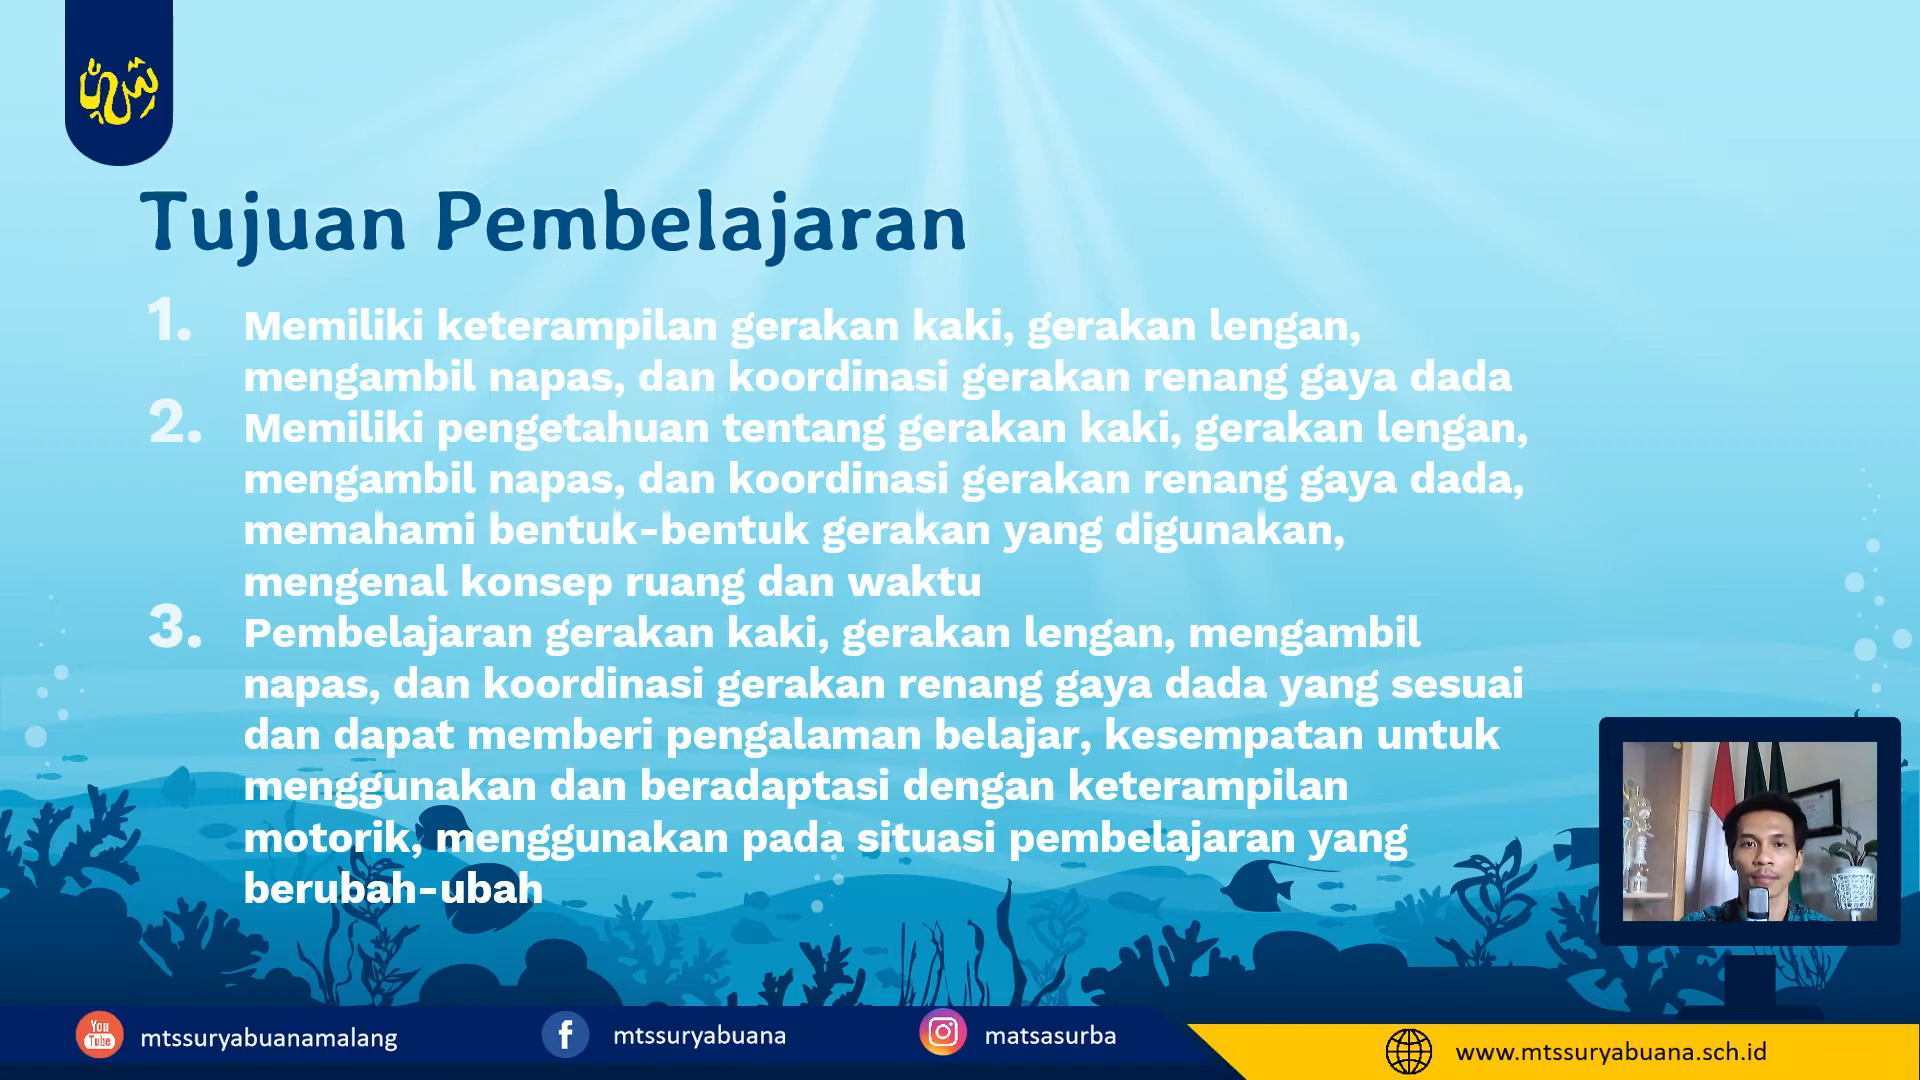 Tujuan Pembelajaran
1. Memiliki keterampilan gerakan kaki, gerakan lengan,
mengambil napas, dan koordinasi gerakan renang gaya dada
2. Memiliki pengetahuan tentang gerakan kaki, gerakan lengan,
mengambil napas, dan koordinasi gerakan renang gaya dada,
memahami bentuk-bentuk gerakan yang digunakan,
mengenal konsep ruang dan waktu
3. Pembelajaran gerakan kaki, gerakan lengan, mengambil
napas, dan koordinasi gerakan renang gaya dada yang sesuai
dan dapat memberi pengalaman belajar, kesempatan untuk
menggunakan dan beradaptasi dengan keterampilan
motorik, menggunakan pada situasi pembelajaran yang
berubah-ubah
You Tube mtssuryabuanamalang
f mtssuryabuana
matsasurba
www.mtssuryabuana.sch.id